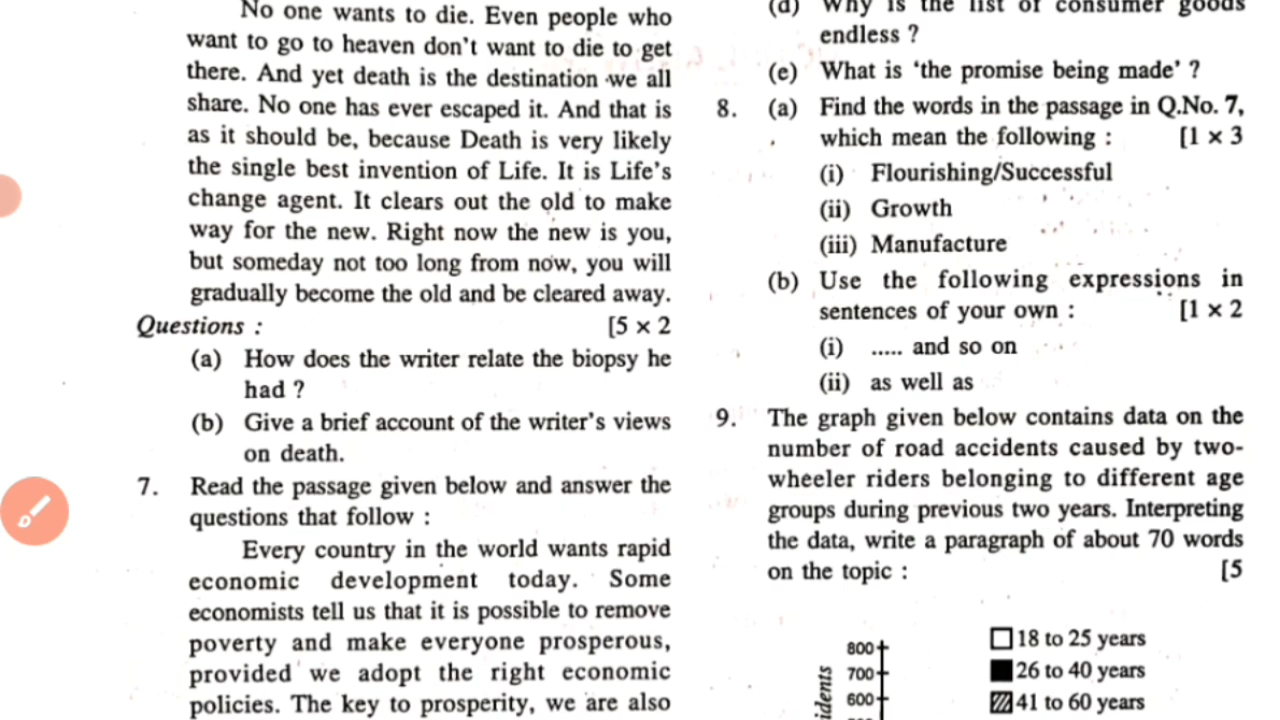 No one wants to die. Even people who
want to go to heaven don't want to die to get
there. And yet death is the destination we all
share. No one has ever escaped it. And that is
as it should be, because Death is very likely
the single best invention of Life. It is Life's
change agent. It clears out the old to make
way for the new. Right now the new is you,
but someday not too long from now, you will
gradually become the old and be cleared away.
Questions : [5 × 2
(a) How does the writer relate the biopsy he
had ?
(b) Give a brief account of the writer's views
on death.
7. Read the passage given below and answer the
questions that follow :
Every country in the world wants rapid
economic development today. Some
economists tell us that it is possible to remove
poverty and make everyone prosperous,
provided we adopt the right economic
policies. The key to prosperity, we are also
(d) Why is the list of consumer goods
endless ?
(e) What is 'the promise being made' ?
8. (a) Find the words in the passage in Q.No. 7,
which mean the following : [1 × 3
(i) Flourishing/Successful
(ii) Growth
(iii) Manufacture
(b) Use the following expressions in
sentences of your own : [1 × 2
(i) ..... and so on
(ii) as well as
9. The graph given below contains data on the
number of road accidents caused by two-
wheeler riders belonging to different age
groups during previous two years. Interpreting
the data, write a paragraph of about 70 words
on the topic : [5
800
700
600
18 to 25 years
26 to 40 years
41 to 60 years